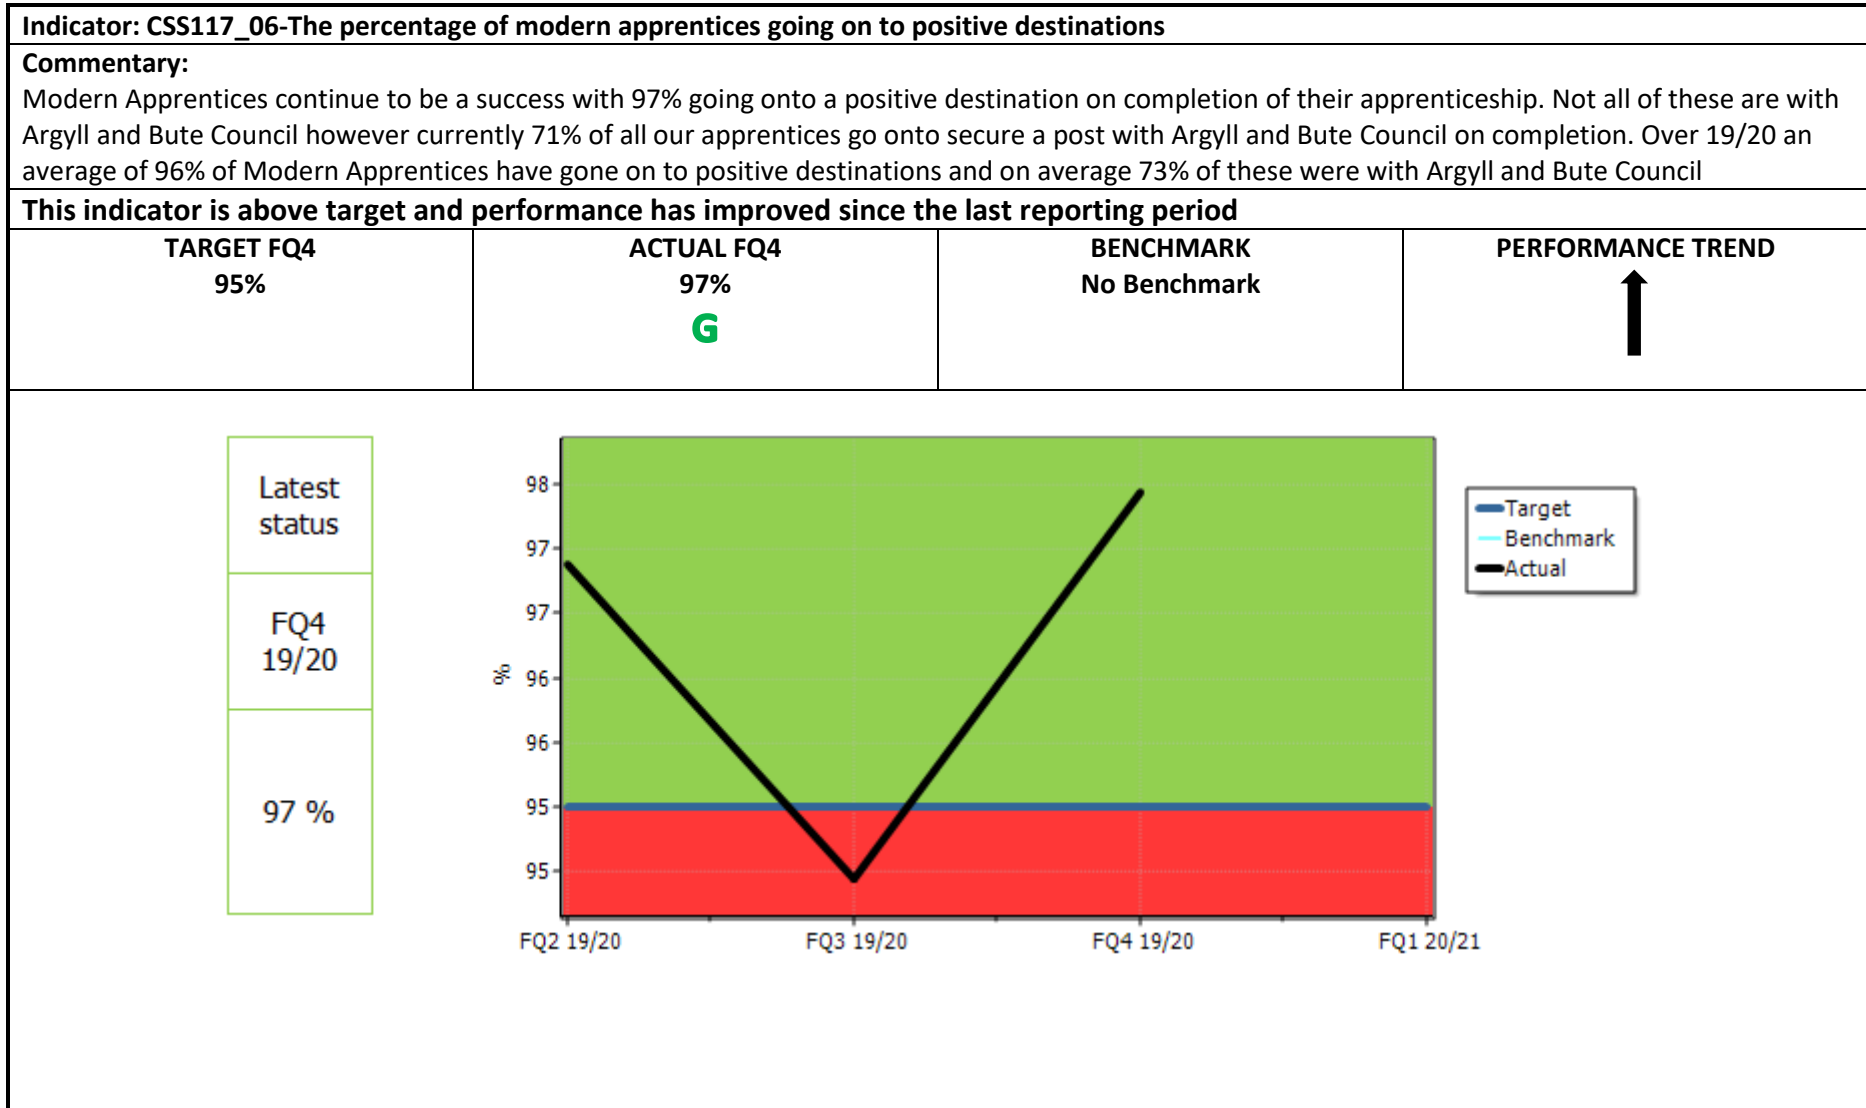 Indicator: CSS117_06-The percentage of modern apprentices going on to positive destinations
Commentary:
Modern Apprentices continue to be a success with 97% going onto a positive destination on completion of their apprenticeship. Not all of these are with
Argyll and Bute Council however currently 71% of all our apprentices go onto secure a post with Argyll and Bute Council on completion. Over 19/20 an
average of 96% of Modern Apprentices have gone on to positive destinations and on average 73% of these were with Argyll and Bute Council
This indicator is above target and performance has improved since the last reporting period
TARGET FQ4
95%
ACTUAL FQ4
97%
G
BENCHMARK
No Benchmark
PERFORMANCE TREND
Latest
status
FQ4
19/20
97 %
%
98
97
97
96
96
95
95
FQ2 19/20
FQ3 19/20
FQ4 19/20
FQ1 20/21
Target
Benchmark
Actual